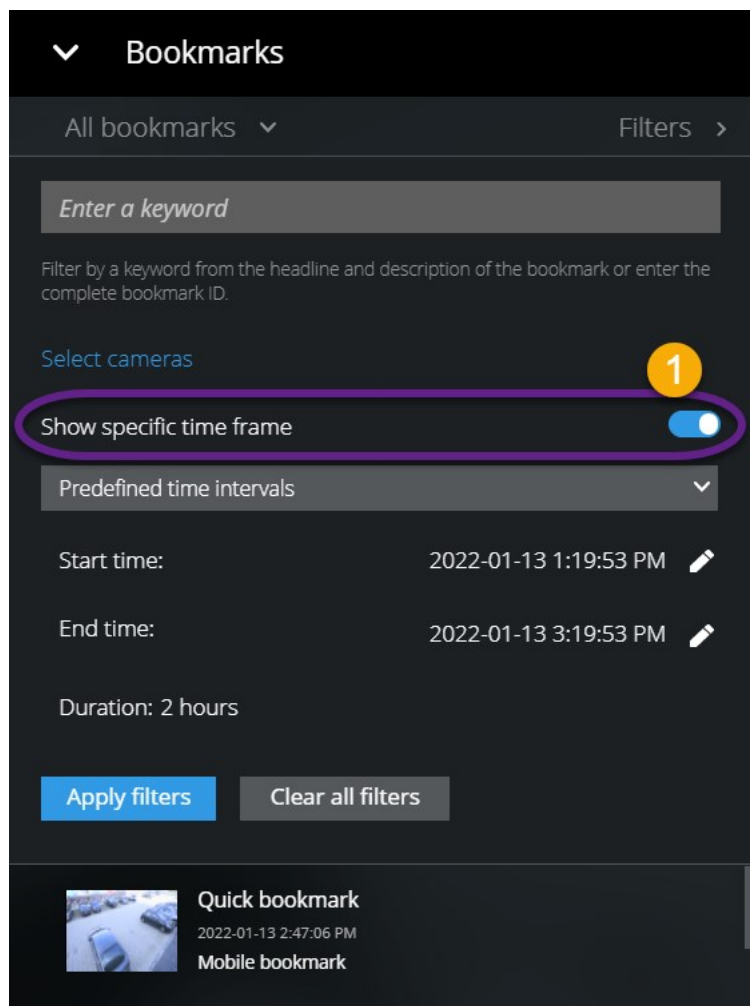 Bookmarks
All bookmarks Filters
Enter a keyword
Filter by a keyword from the headline and description of the bookmark or enter the
complete bookmark ID.
Select cameras
1
Show specific time frame
Predefined time intervals
Start time: 2022-01-13 1:19:53 PM
End time: 2022-01-13 3:19:53 PM
Duration: 2 hours
Apply filters Clear all filters
Quick bookmark
2022-01-13 2:47:06 PM
Mobile bookmark